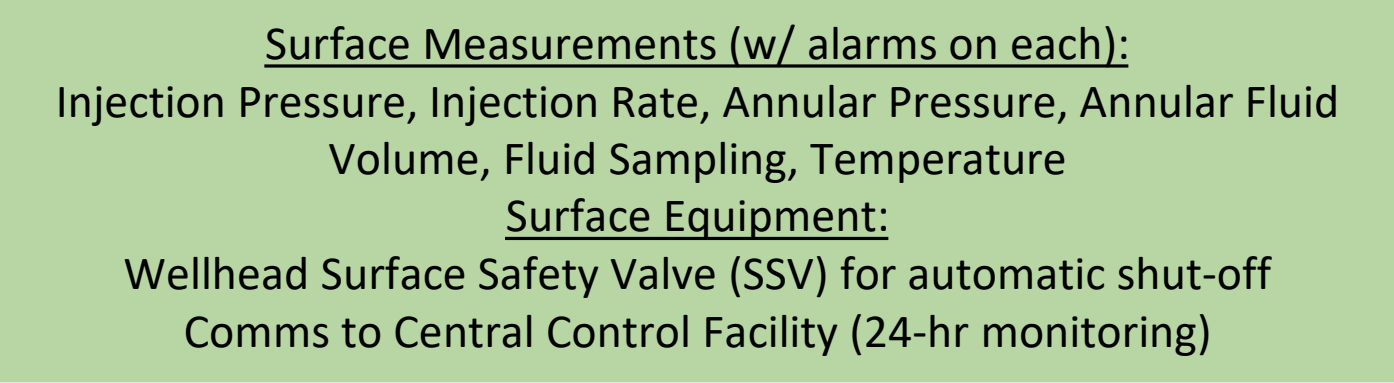 Surface Measurements (w/ alarms on each):
Injection Pressure, Injection Rate, Annular Pressure, Annular Fluid
Volume, Fluid Sampling, Temperature
Surface Equipment:
Wellhead Surface Safety Valve (SSV) for automatic shut-off
Comms to Central Control Facility (24-hr monitoring)